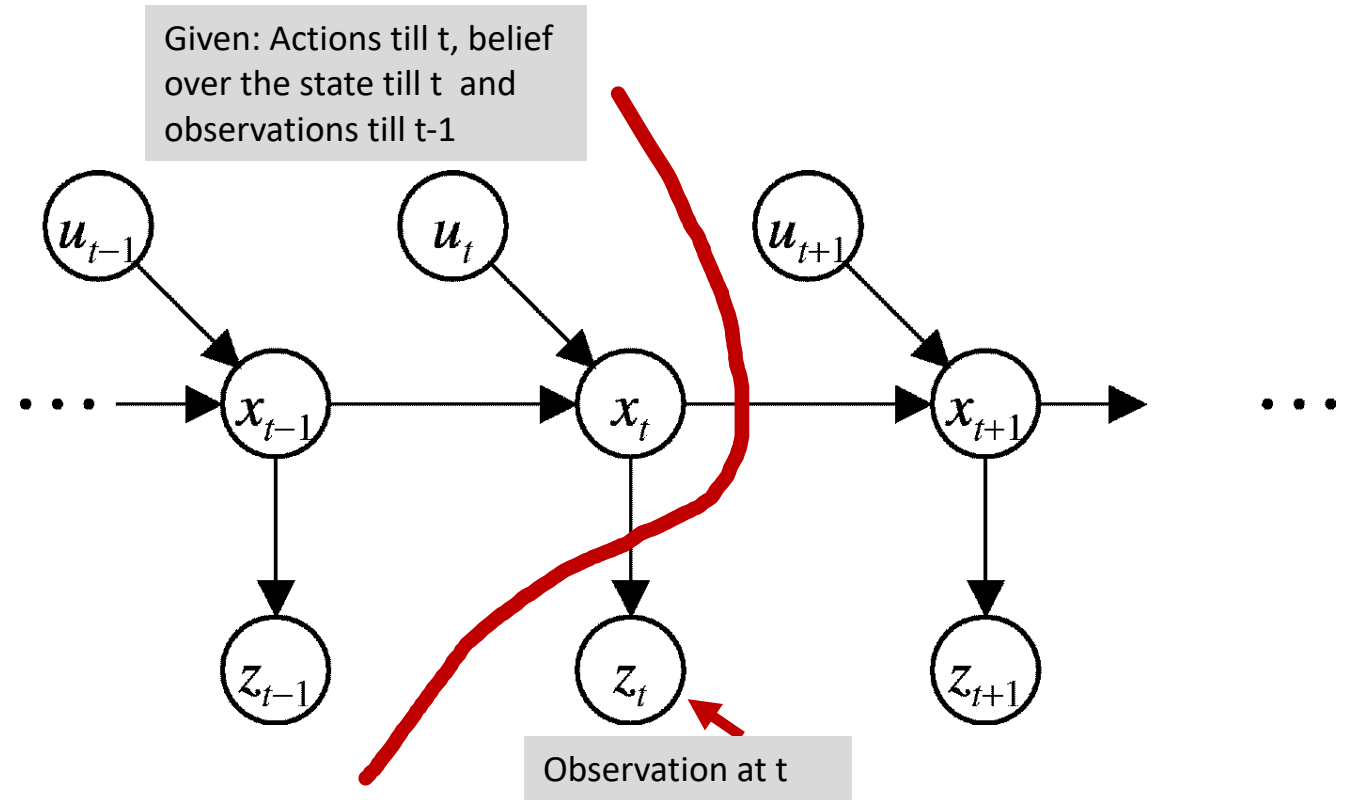 Given: Actions till t, belief
over the state till t and
observations till t-1
u_{t-1} u_t u_{t+1}
... x_{t-1} x_t x_{t+1} ...
z_{t-1} z_t z_{t+1}
Observation at t